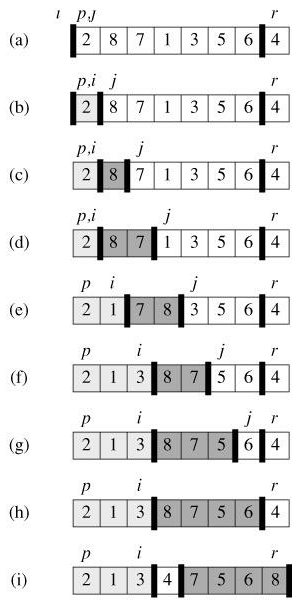 i p,j r
(a) 2 8 7 1 3 5 6 4
p,i j r
(b) 2 8 7 1 3 5 6 4
p,i j r
(c) 2 8 7 1 3 5 6 4
p,i j r
(d) 2 8 7 1 3 5 6 4
p i j r
(e) 2 1 7 8 3 5 6 4
p i j r
(f) 2 1 3 8 7 5 6 4
p i j r
(g) 2 1 3 8 7 5 6 4
p i r
(h) 2 1 3 8 7 5 6 4
p i r
(i) 2 1 3 4 7 5 6 8